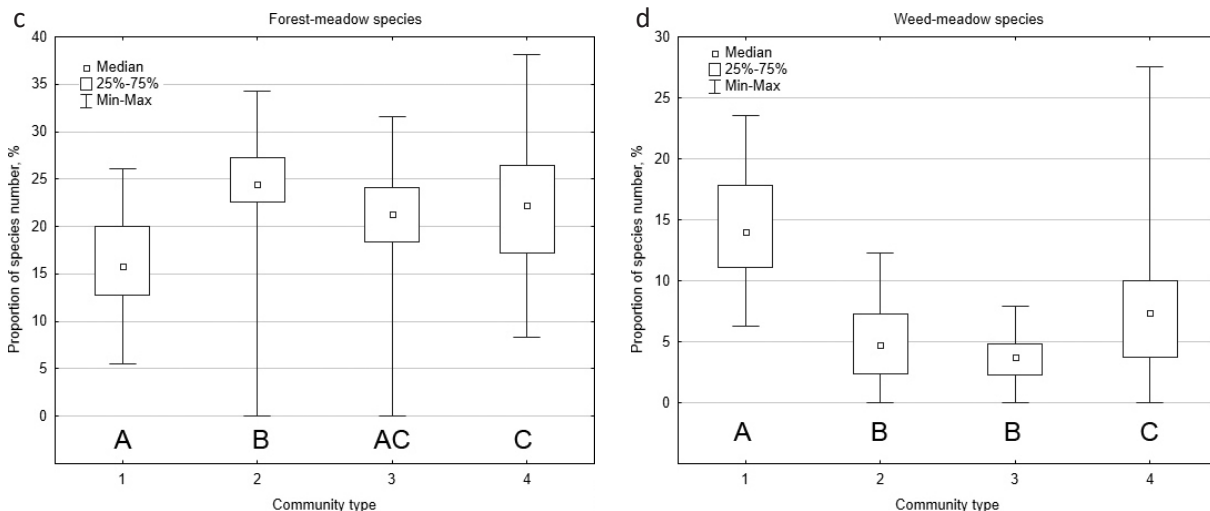 c
Forest-meadow species
Proportion of species number, %
40
35
30
25
20
15
10
5
0
Median
25%-75%
Min-Max
A B AC C
1 2 3 4
Community type
d
Weed-meadow species
Proportion of species number, %
30
25
20
15
10
5
0
Median
25%-75%
Min-Max
A B B C
1 2 3 4
Community type